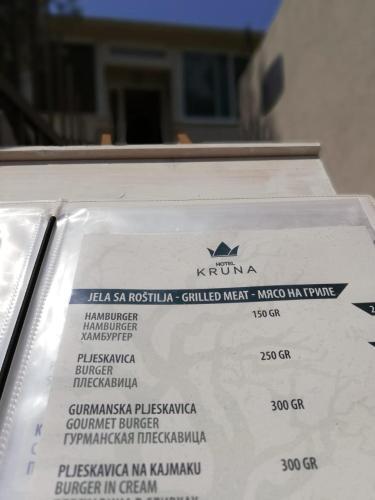 HOTEL
KRUNA
JELA SA ROŠTILJA - GRILLED MEAT - МЯСО НА ГРИЛЕ
HAMBURGER 150 GR
HAMBURGER
ХАМБУРГЕР
PLJESKAVICA 250 GR
BURGER
ПЛЕСКАВИЦА
GURMANSKA PLJESKAVICA 300 GR
GOURMET BURGER
ГУРМАНСКАЯ ПЛЕСКАВИЦА
PLJESKAVICA NA KAJMAKU 300 GR
BURGER IN CREAM